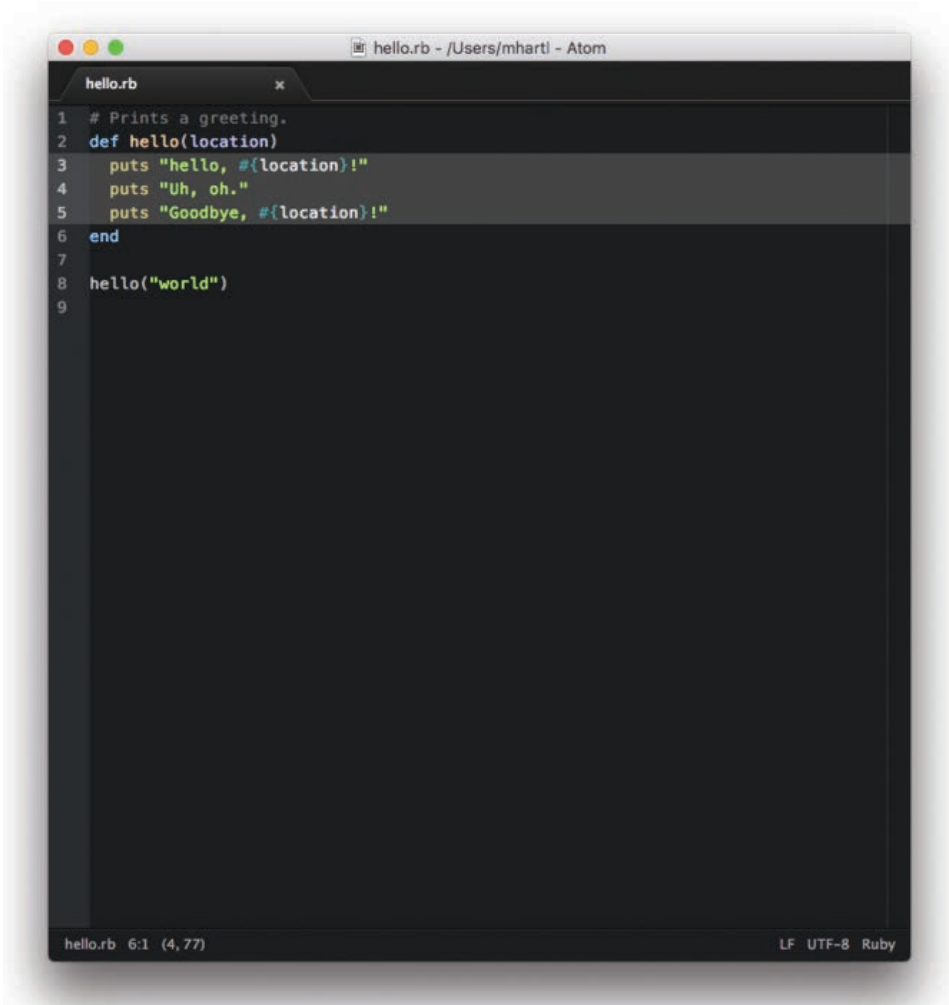 hello.rb - /Users/mhartl - Atom
hello.rb ×
1 # Prints a greeting.
2 def hello(location)
3   puts "hello, #{location}!"
4   puts "Uh, oh."
5   puts "Goodbye, #{location}!"
6 end
7
8 hello("world")
9
hello.rb 6:1 (4, 77) LF UTF-8 Ruby